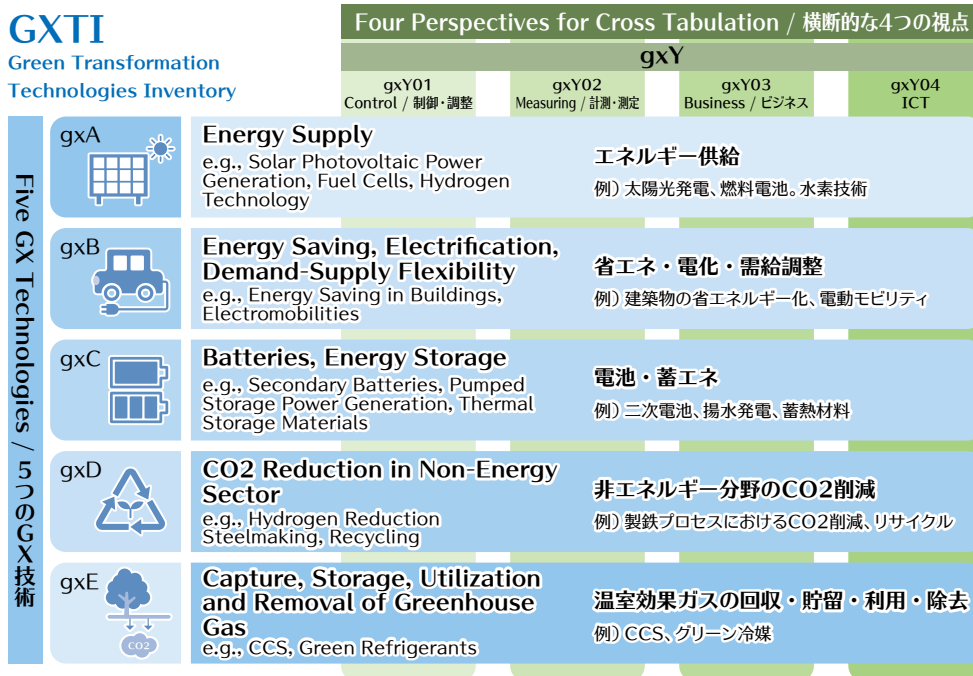 GXTI
Green Transformation
Technologies Inventory
Four Perspectives for Cross Tabulation / 横断的な4つの視点
gxY
gxY01
Control / 制御・調整
gxY02
Measuring / 計測・測定
gxY03
Business / ビジネス
gxY04
ICT
Five GX Technologies / 5つのGX技術
gxA
Energy Supply
e.g., Solar Photovoltaic Power
Generation, Fuel Cells, Hydrogen
Technology
エネルギー供給
例）太陽光発電、燃料電池。水素技術
gxB
Energy Saving, Electrification,
Demand-Supply Flexibility
e.g., Energy Saving in Buildings,
Electromobilities
省エネ・電化・需給調整
例）建築物の省エネルギー化、電動モビリティ
gxC
Batteries, Energy Storage
e.g., Secondary Batteries, Pumped
Storage Power Generation, Thermal
Storage Materials
電池・蓄エネ
例）二次電池、揚水発電、蓄熱材料
gxD
CO2 Reduction in Non-Energy
Sector
e.g., Hydrogen Reduction
Steelmaking, Recycling
非エネルギー分野のCO2削減
例）製鉄プロセスにおけるCO2削減、リサイクル
gxE
CO2
Capture, Storage, Utilization
and Removal of Greenhouse
Gas
e.g., CCS, Green Refrigerants
温室効果ガスの回収・貯留・利用・除去
例）CCS、グリーン冷媒